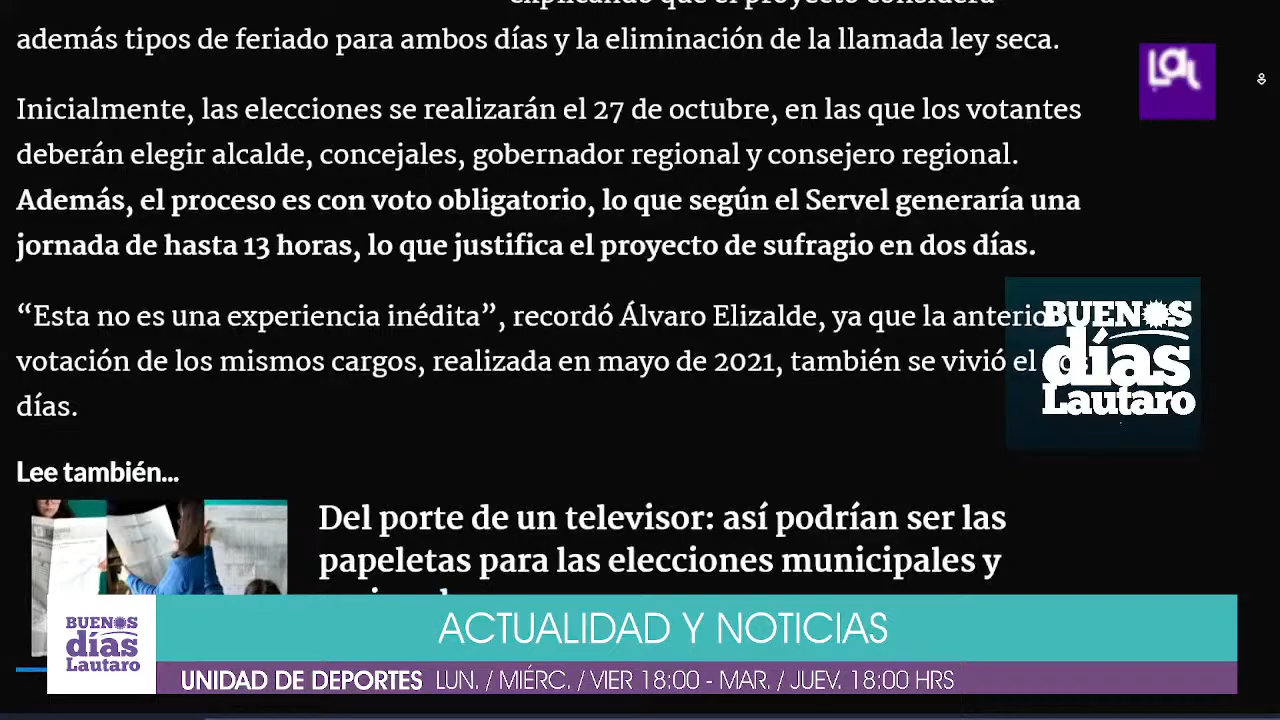 explicando que el proyecto considera
además tipos de feriado para ambos días y la eliminación de la llamada ley seca.
Inicialmente, las elecciones se realizarán el 27 de octubre, en las que los votantes
deberán elegir alcalde, concejales, gobernador regional y consejero regional.
Además, el proceso es con voto obligatorio, lo que según el Servel generaría una
jornada de hasta 13 horas, lo que justifica el proyecto de sufragio en dos días.
“Esta no es una experiencia inédita”, recordó Álvaro Elizalde, ya que la anterior
votación de los mismos cargos, realizada en mayo de 2021, también se vivió el
días.
BUENOS
días
Lautaro
Lee también...
Del porte de un televisor: así podrían ser las
papeletas para las elecciones municipales y
BUENOS
días
Lautaro
ACTUALIDAD Y NOTICIAS
UNIDAD DE DEPORTES LUN. / MIÉRC. / VIER 18:00 - MAR. / JUEV. 18:00 HRS